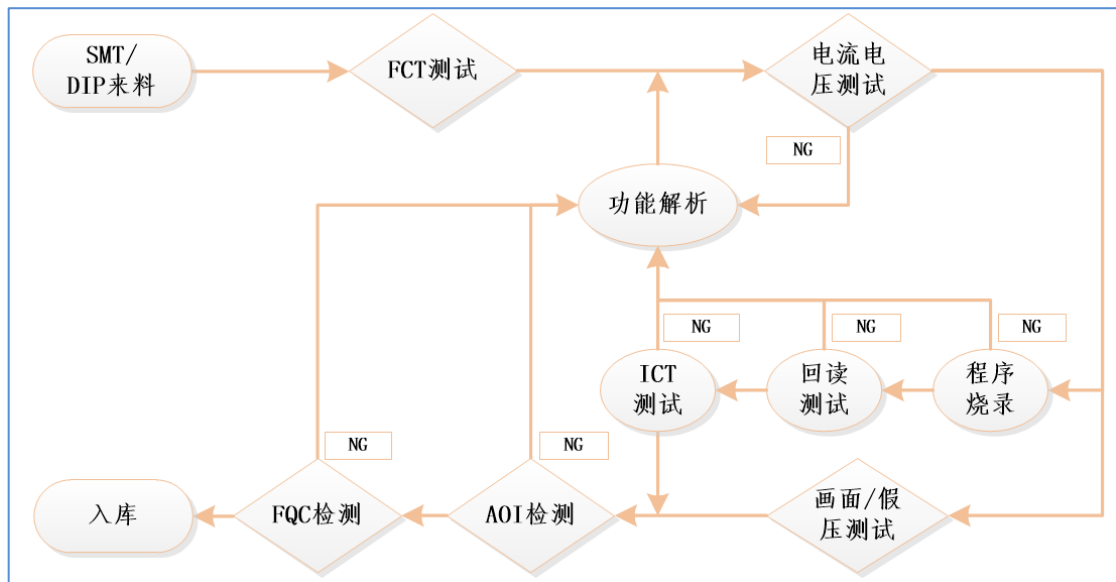 SMT/
DIP来料
FCT测试
电流电
压测试
NG
功能解析
NG
NG
NG
ICT
测试
回读
测试
程序
烧录
NG
NG
入库
FQC检测
AOI检测
画面/假
压测试